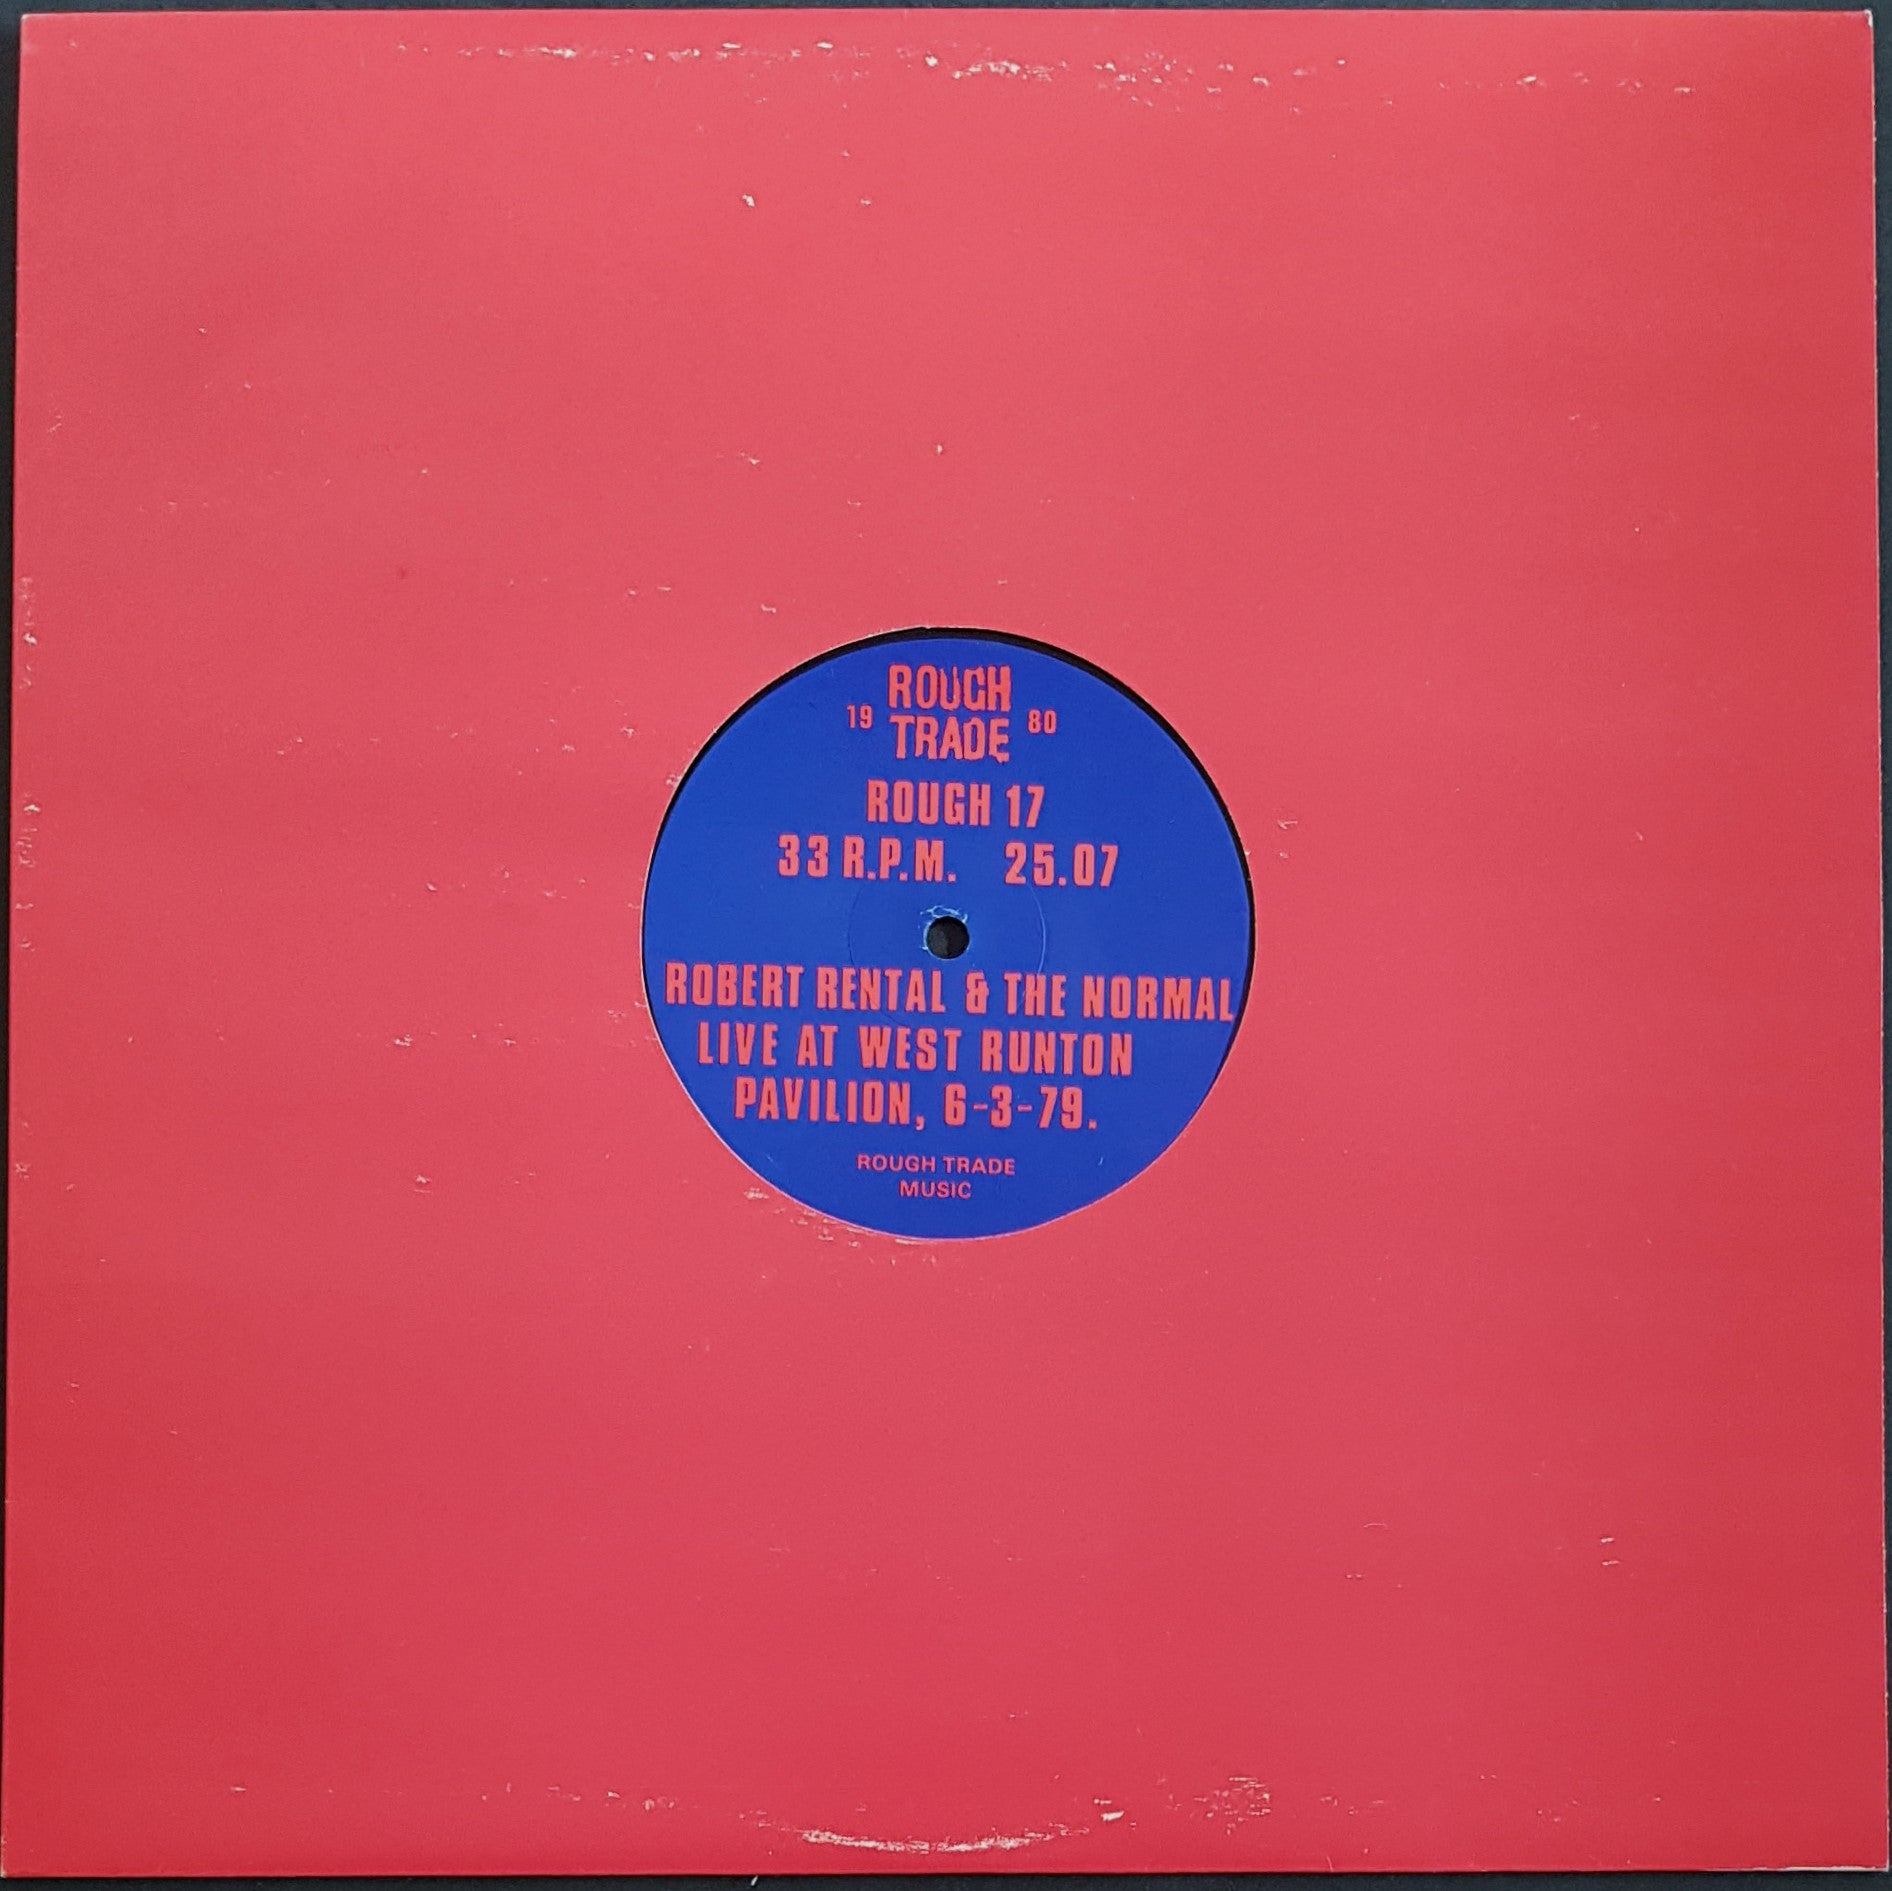 ROUGH
19 TRADE 80
ROUGH 17
33 R.P.M. 25.07
ROBERT RENTAL & THE NORMAL
LIVE AT WEST RUNTON
PAVILION, 6-3-79.
ROUGH TRADE
MUSIC